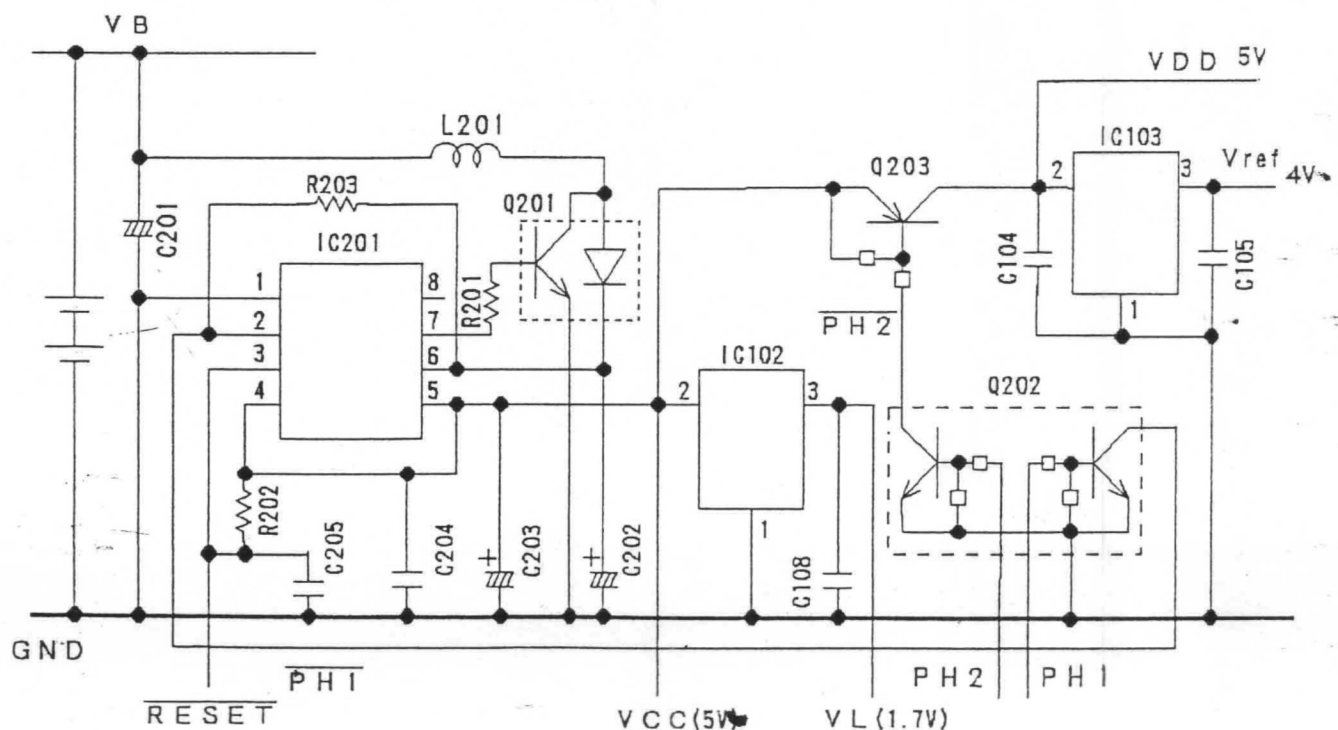 VB
VDD 5V
L201
IC103
R203
Q203
2
3
Vref 4V
Q201
C201
IC201
C104
C105
1
8
R201
2
7
1
PH2
3
6
IC102
4
5
2
3
Q202
R202
C205
C204
+
C203
+
C202
1
C108
GND
PH1
PH2
PH1
RESET
VCC(5V)
VL(1.7V)